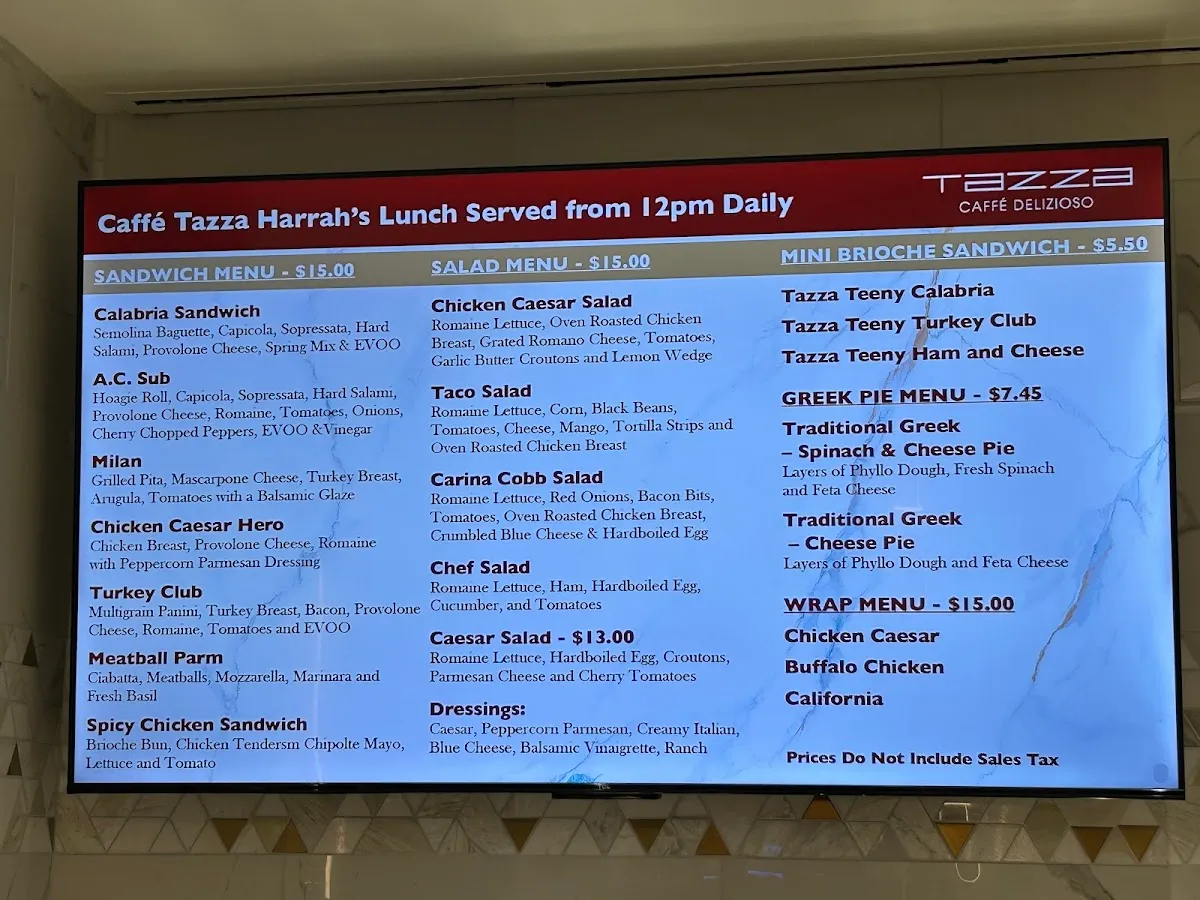 Caffé Tazza Harrah's Lunch Served from 12pm Daily
TAZZA
CAFFÉ DELIZIOSO
SANDWICH MENU - $15.00
Calabria Sandwich
Semolina Baguette, Capicola, Sopressata, Hard
Salami, Provolone Cheese, Spring Mix & EVOO
A.C. Sub
Hoagie Roll, Capicola, Sopressata, Hard Salami,
Provolone Cheese, Romaine, Tomatoes, Onions,
Cherry Chopped Peppers, EVOO &Vinegar
Milan
Grilled Pita, Mascarpone Cheese, Turkey Breast,
Arugula, Tomatoes with a Balsamic Glaze
Chicken Caesar Hero
Chicken Breast, Provolone Cheese, Romaine
with Peppercorn Parmesan Dressing
Turkey Club
Multigrain Panini, Turkey Breast, Bacon, Provolone
Cheese, Romaine, Tomatoes and EVOO
Meatball Parm
Ciabatta, Meatballs, Mozzarella, Marinara and
Fresh Basil
Spicy Chicken Sandwich
Brioche Bun, Chicken Tendersm Chipolte Mayo,
Lettuce and Tomato
SALAD MENU - $15.00
Chicken Caesar Salad
Romaine Lettuce, Oven Roasted Chicken
Breast, Grated Romano Cheese, Tomatoes,
Garlic Butter Croutons and Lemon Wedge
Taco Salad
Romaine Lettuce, Corn, Black Beans,
Tomatoes, Cheese, Mango, Tortilla Strips and
Oven Roasted Chicken Breast
Carina Cobb Salad
Romaine Lettuce, Red Onions, Bacon Bits,
Tomatoes, Oven Roasted Chicken Breast,
Crumbled Blue Cheese & Hardboiled Egg
Chef Salad
Romaine Lettuce, Ham, Hardboiled Egg,
Cucumber, and Tomatoes
Caesar Salad - $13.00
Romaine Lettuce, Hardboiled Egg, Croutons,
Parmesan Cheese and Cherry Tomatoes
Dressings:
Caesar, Peppercorn Parmesan, Creamy Italian,
Blue Cheese, Balsamic Vinaigrette, Ranch
MINI BRIOCHE SANDWICH - $5.50
Tazza Teeny Calabria
Tazza Teeny Turkey Club
Tazza Teeny Ham and Cheese
GREEK PIE MENU - $7.45
Traditional Greek
– Spinach & Cheese Pie
Layers of Phyllo Dough, Fresh Spinach
and Feta Cheese
Traditional Greek
– Cheese Pie
Layers of Phyllo Dough and Feta Cheese
WRAP MENU - $15.00
Chicken Caesar
Buffalo Chicken
California
Prices Do Not Include Sales Tax
TCL